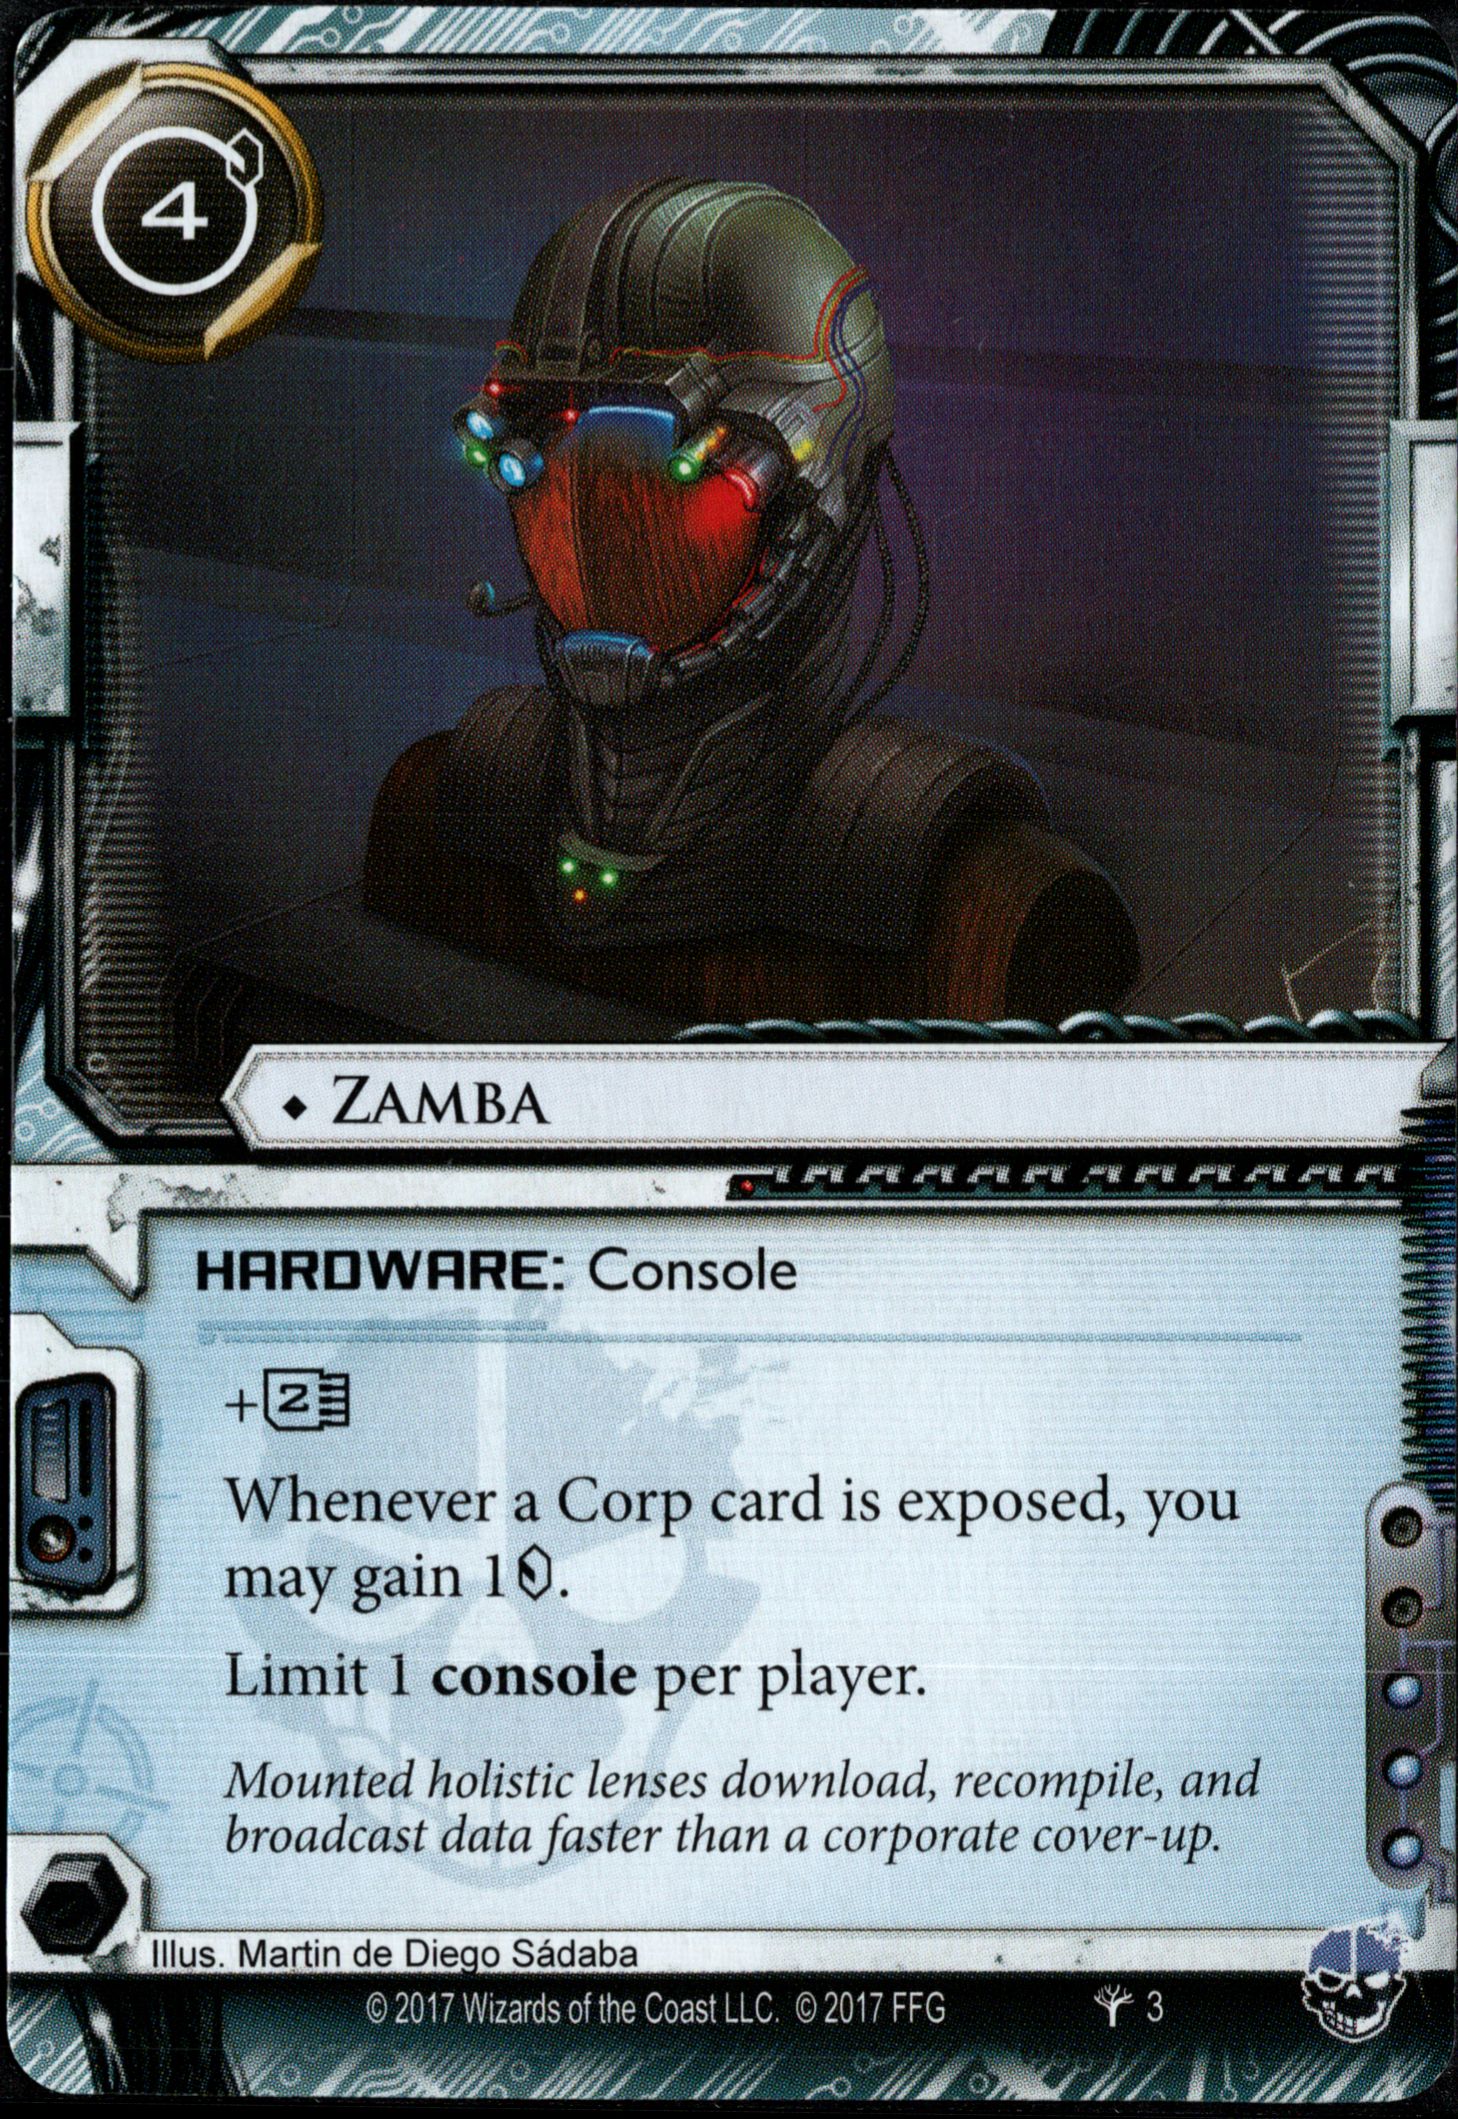 4
◆ ZAMBA
HARDWARE: Console
+2
Whenever a Corp card is exposed, you
may gain 1.
Limit 1 console per player.
Mounted holistic lenses download, recompile, and
broadcast data faster than a corporate cover-up.
Illus. Martin de Diego Sádaba
© 2017 Wizards of the Coast LLC. © 2017 FFG
3